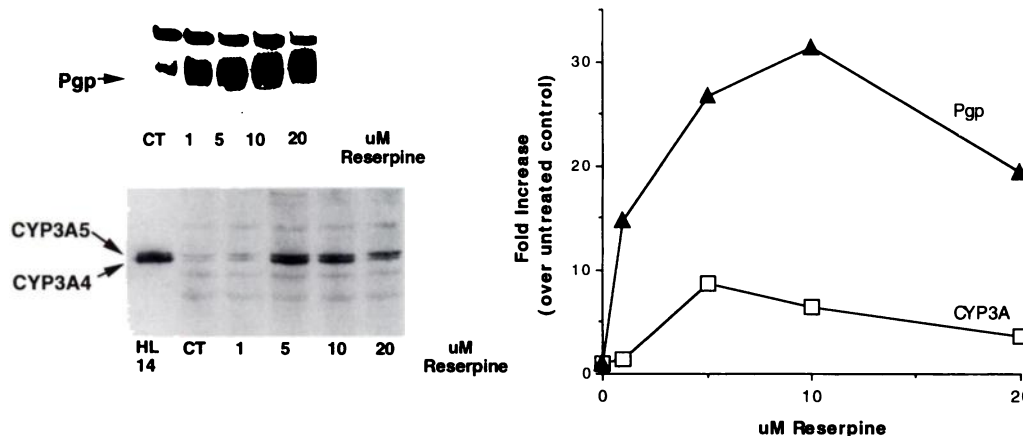 Pgp
CT 1 5 10 20 uM
Reserpine
CYP3A5
CYP3A4
HL CT 1 5 10 20 uM
14 Reserpine
Fold Increase
(over untreated control)
30
20
10
0
Pgp
CYP3A
0 10 20
uM Reserpine